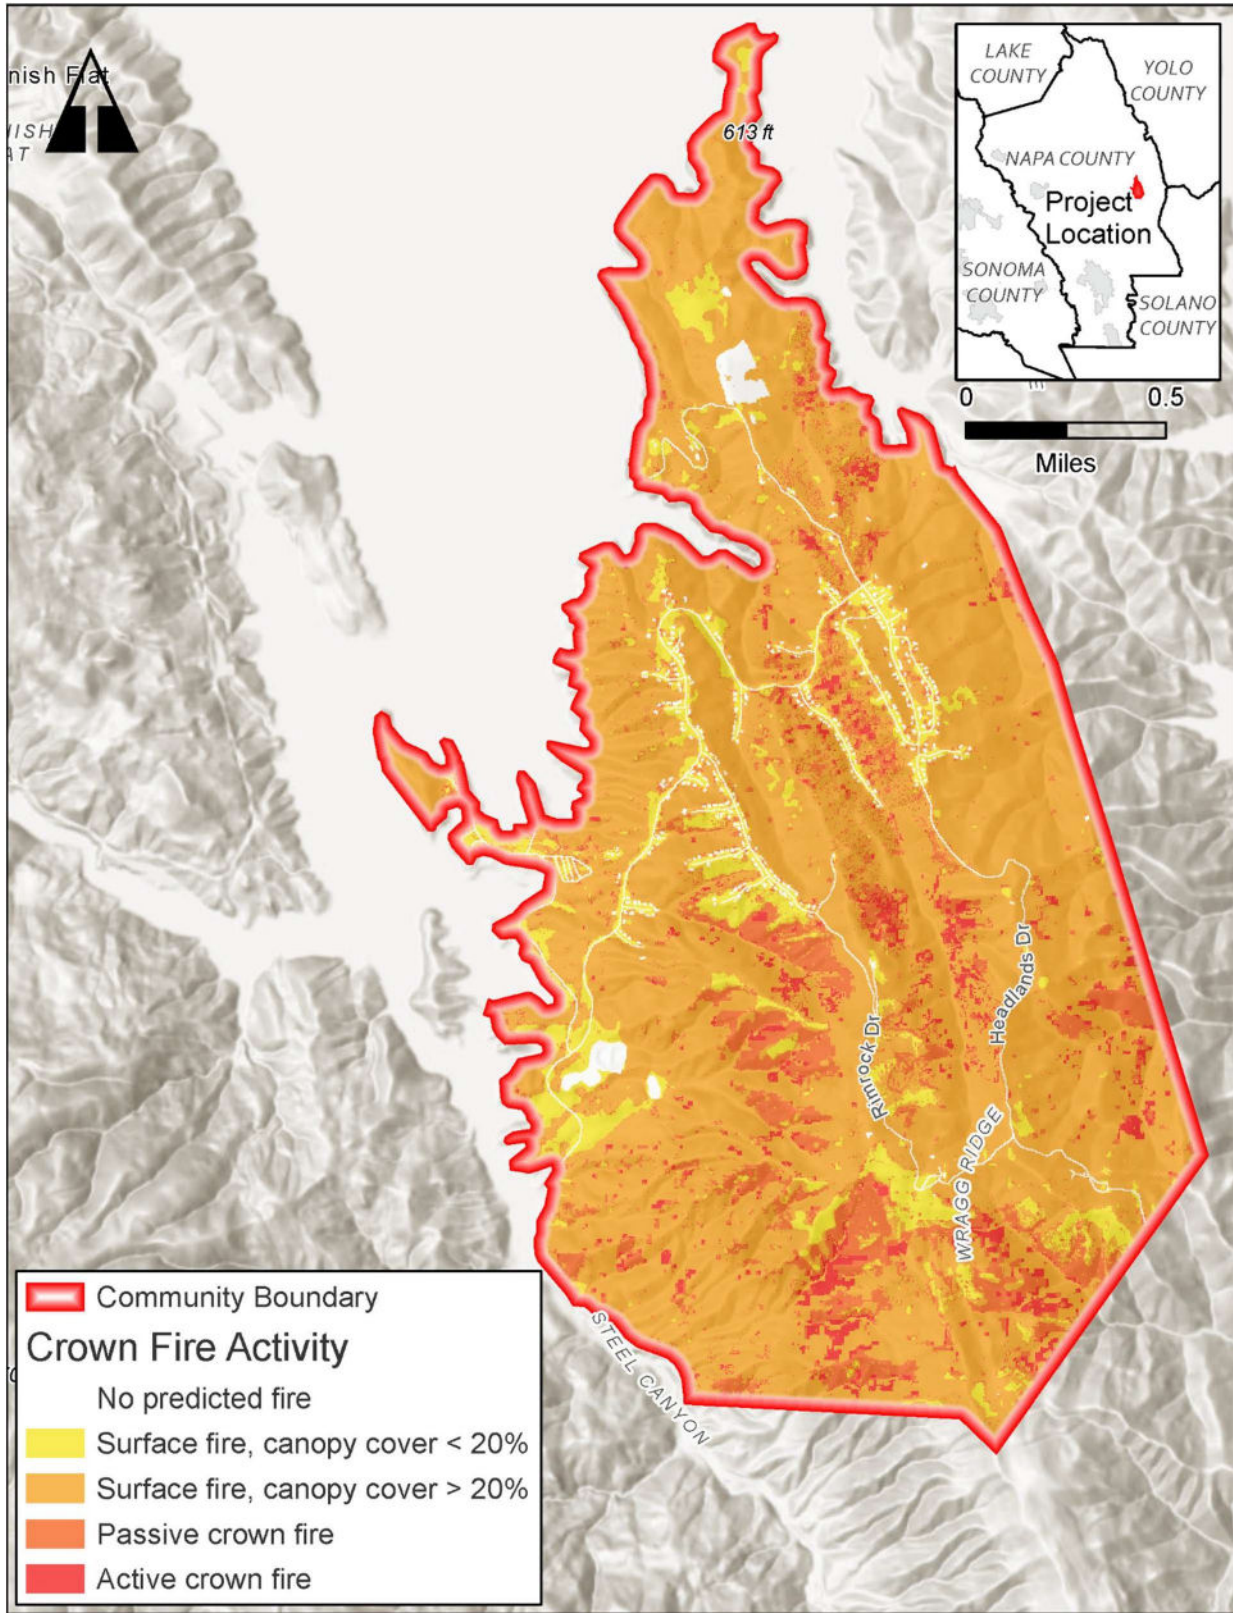 nish Flat
NISH
AT
613 ft
LAKE
COUNTY
YOLO
COUNTY
NAPA COUNTY
Project
Location
SONOMA
COUNTY
SOLANO
COUNTY
0
0.5
Miles
Headlands Dr
Rimrock Dr
WRAGG RIDGE
STEEL CANYON
Community Boundary
Crown Fire Activity
No predicted fire
Surface fire, canopy cover < 20%
Surface fire, canopy cover > 20%
Passive crown fire
Active crown fire